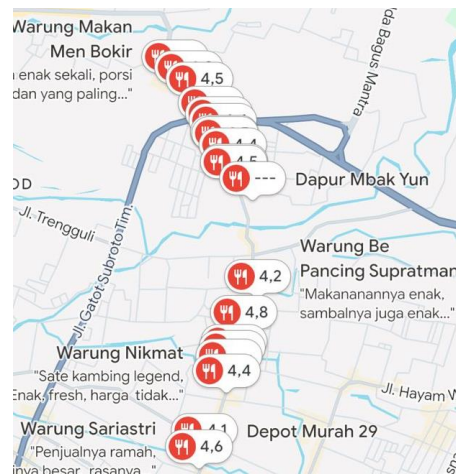 Warung Makan
Men Bokir
enak sekali, porsi
dan yang paling..."
4,5
da Bagus Mantra
4,4
4,5
---
Dapur Mbak Yun
OD
Jl. Trengguli
Jl. Gatot Subroto Tim.
Warung Be
Pancing Supratman
"Makananannya enak,
sambalnya juga enak..."
4,2
4,8
Warung Nikmat
"Sate kambing legend,
Enak, fresh, harga tidak..."
4,4
Jl. Hayam W
Warung Sariastri
"Penjualnya ramah,
nya besar, rasanya..."
4,1
4,6
Depot Murah 29